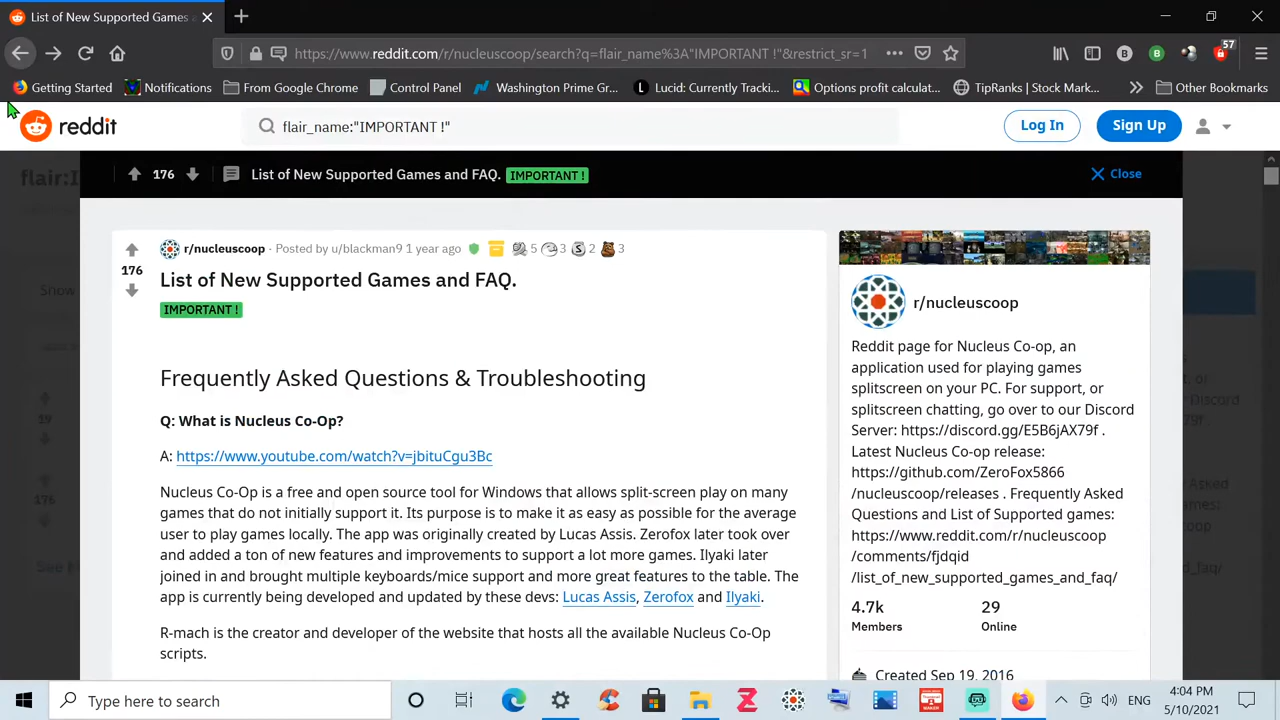 List of New Supported Games a
https://www.reddit.com/r/nucleuscoop/search?q=flair_name%3A"IMPORTANT !"&restrict_sr=1
57
Getting Started
Notifications
From Google Chrome
Control Panel
Washington Prime Gr...
Lucid: Currently Ranki...
Options profit calculat...
TipRanks | Stock Mark...
Other Bookmarks
reddit
flair_name:"IMPORTANT !"
Log In
Sign Up
176
List of New Supported Games and FAQ.
IMPORTANT !
Close
r/nucleuscoop · Posted by u/blackman9 1 year ago 5 3 2 3
176
List of New Supported Games and FAQ.
IMPORTANT !
Frequently Asked Questions & Troubleshooting
Q: What is Nucleus Co-Op?
A: https://www.youtube.com/watch?v=jbituCgu3Bc
Nucleus Co-Op is a free and open source tool for Windows that allows split-screen play on many
games that do not initially support it. Its purpose is to make it as easy as possible for the average
user to play games locally. The app was originally created by Lucas Assis. Zerofox later took over
and added a ton of new features and improvements to support a lot more games. Ilyaki later
joined in and brought multiple keyboards/mice support and more great features to the table. The
app is currently being developed and updated by these devs: Lucas Assis, Zerofox and Ilyaki.
R-mach is the creator and developer of the website that hosts all the available Nucleus Co-Op
scripts.
r/nucleuscoop
Reddit page for Nucleus Co-op, an
application used for playing games
splitscreen on your PC. For support, or
splitscreen chatting, go over to our Discord
Server: https://discord.gg/E5B6jAX79f .
Latest Nucleus Co-op release:
https://github.com/ZeroFox5866
/nucleuscoop/releases . Frequently Asked
Questions and List of Supported games:
https://www.reddit.com/r/nucleuscoop
/comments/fjdqid
/list_of_new_supported_games_and_faq/
4.7k
Members
29
Online
Created Sep 19, 2016
Type here to search
ENG
4:04 PM
5/10/2021